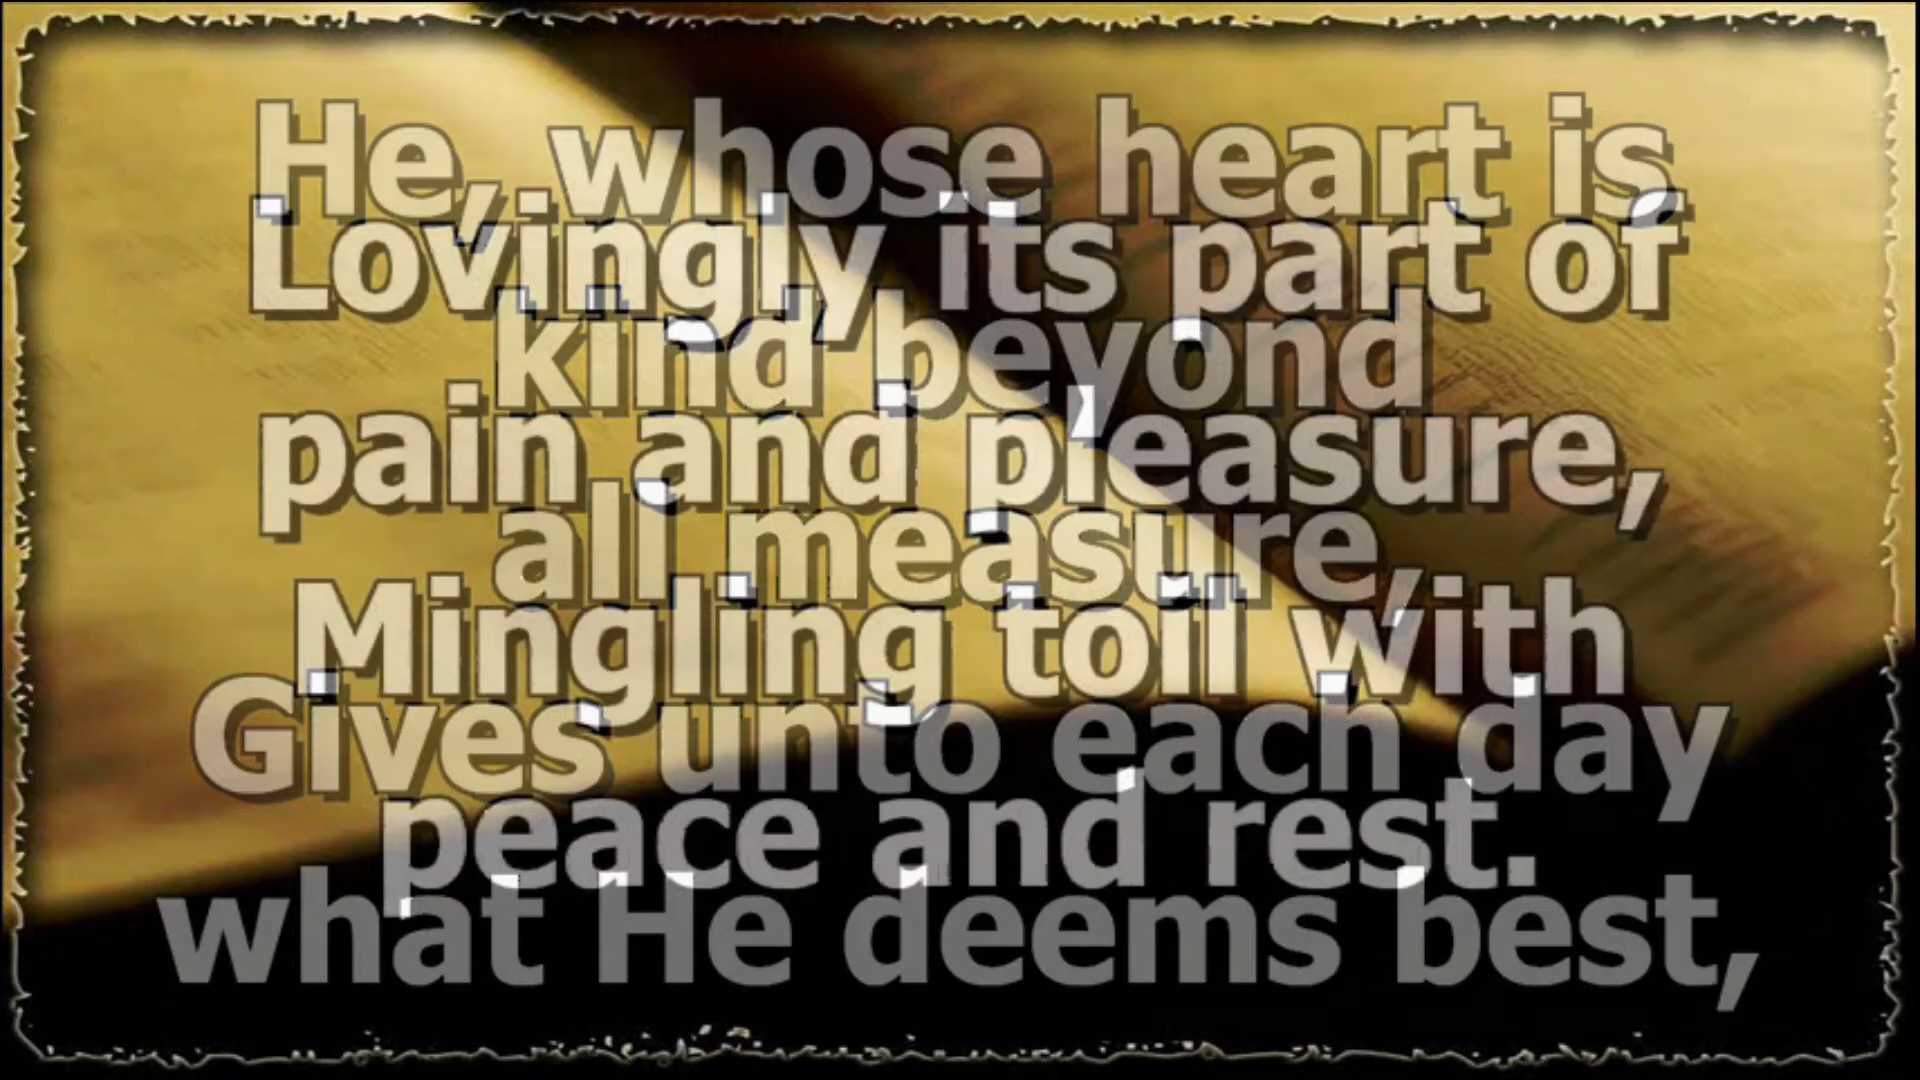 He, whose heart is
Lovingly its part of
kind beyond
pain and pleasure,
all measure,
Mingling toil with
Gives unto each day
peace and rest.
what He deems best,